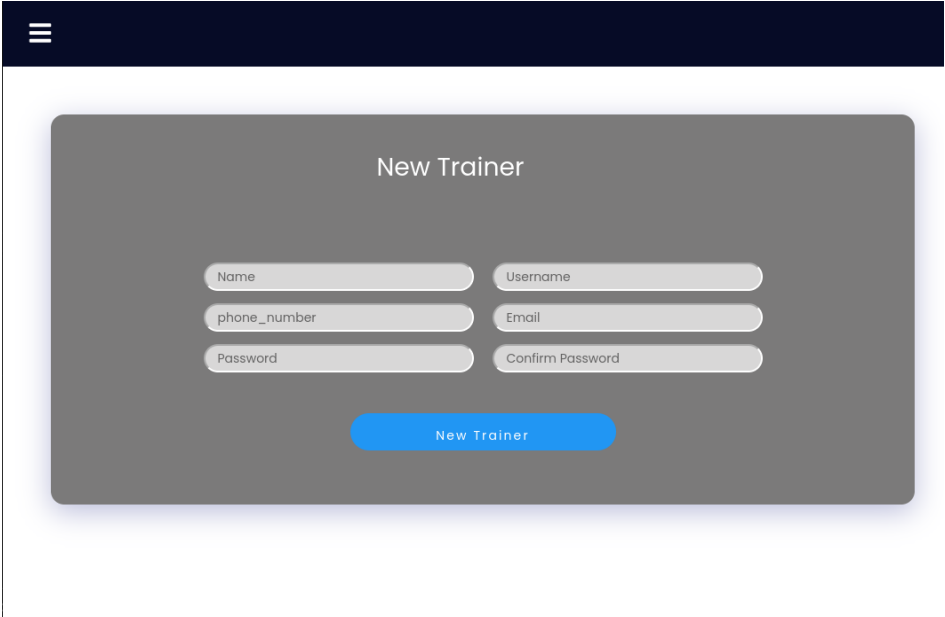 New Trainer
Name
Username
phone_number
Email
Password
Confirm Password
New Trainer